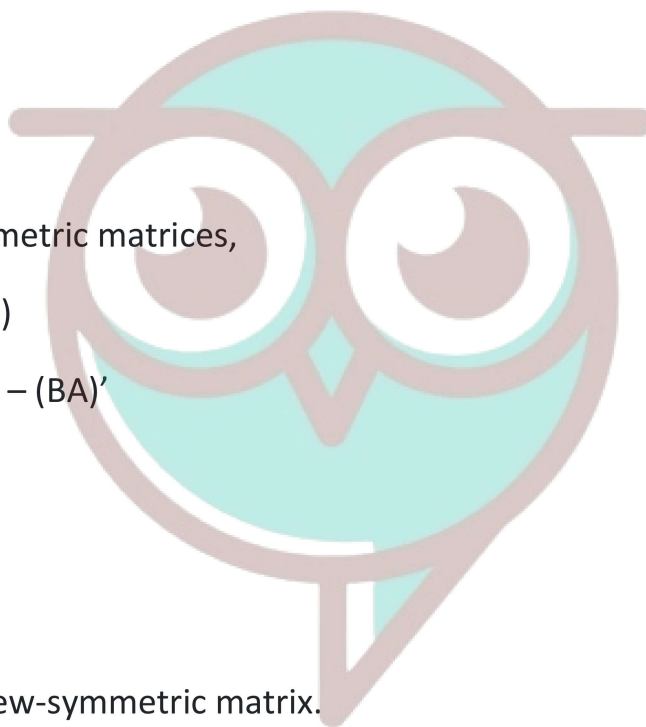 metric matrices,
)
– (BA)’
ew-symmetric matrix.